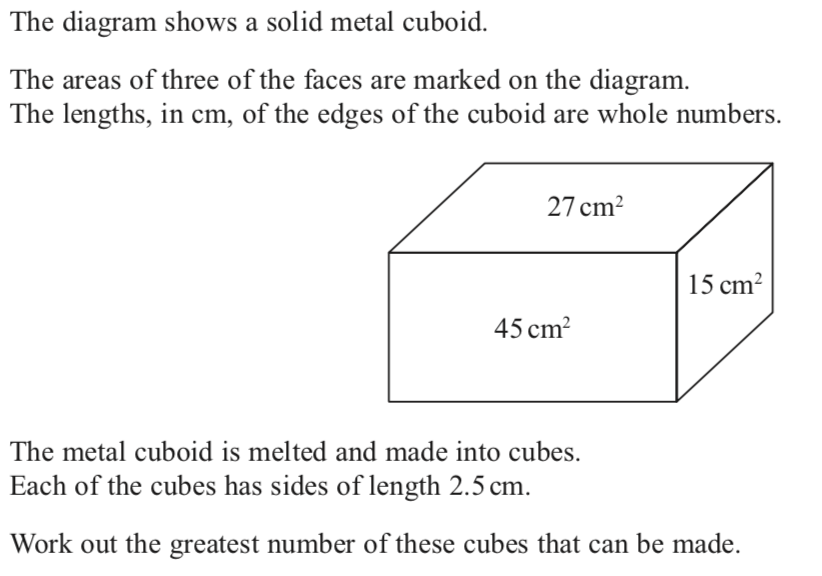 The diagram shows a solid metal cuboid.
The areas of three of the faces are marked on the diagram.
The lengths, in cm, of the edges of the cuboid are whole numbers.
27 cm²
15 cm²
45 cm²
The metal cuboid is melted and made into cubes.
Each of the cubes has sides of length 2.5 cm.
Work out the greatest number of these cubes that can be made.